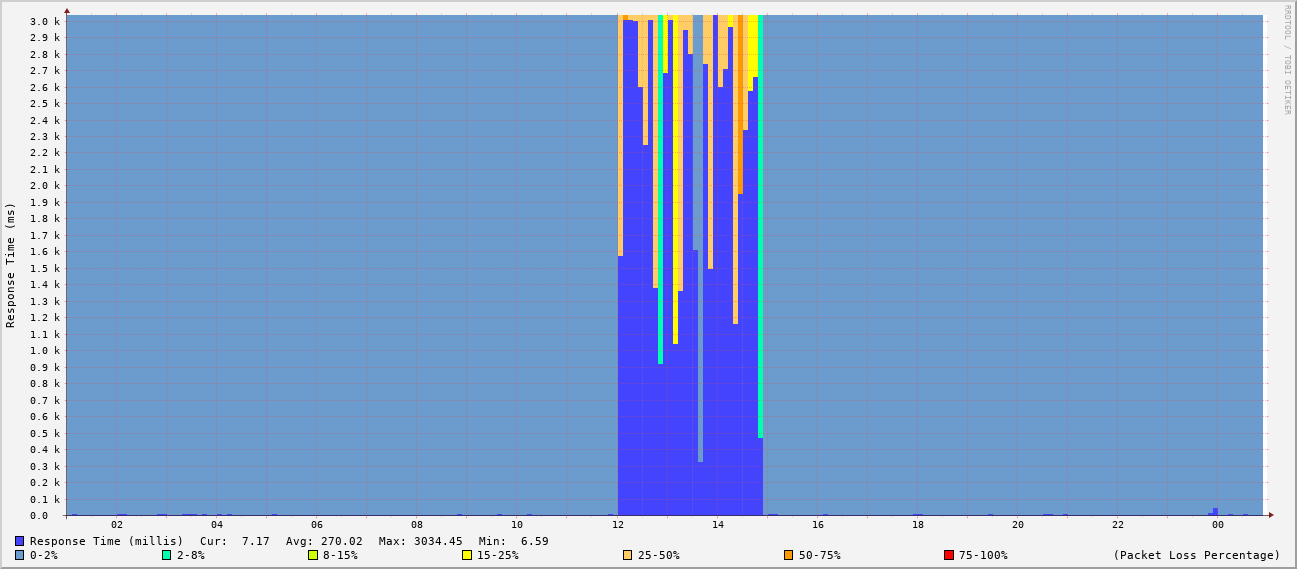 RRDTOOL / TOBI OETIKER
Response Time (ms)
3.0 k
2.9 k
2.8 k
2.7 k
2.6 k
2.5 k
2.4 k
2.3 k
2.2 k
2.1 k
2.0 k
1.9 k
1.8 k
1.7 k
1.6 k
1.5 k
1.4 k
1.3 k
1.2 k
1.1 k
1.0 k
0.9 k
0.8 k
0.7 k
0.6 k
0.5 k
0.4 k
0.3 k
0.2 k
0.1 k
0.0
02 04 06 08 10 12 14 16 18 20 22 00
Response Time (millis) Cur: 7.17 Avg: 270.02 Max: 3034.45 Min: 6.59
0-2% 2-8% 8-15% 15-25% 25-50% 50-75% 75-100% (Packet Loss Percentage)